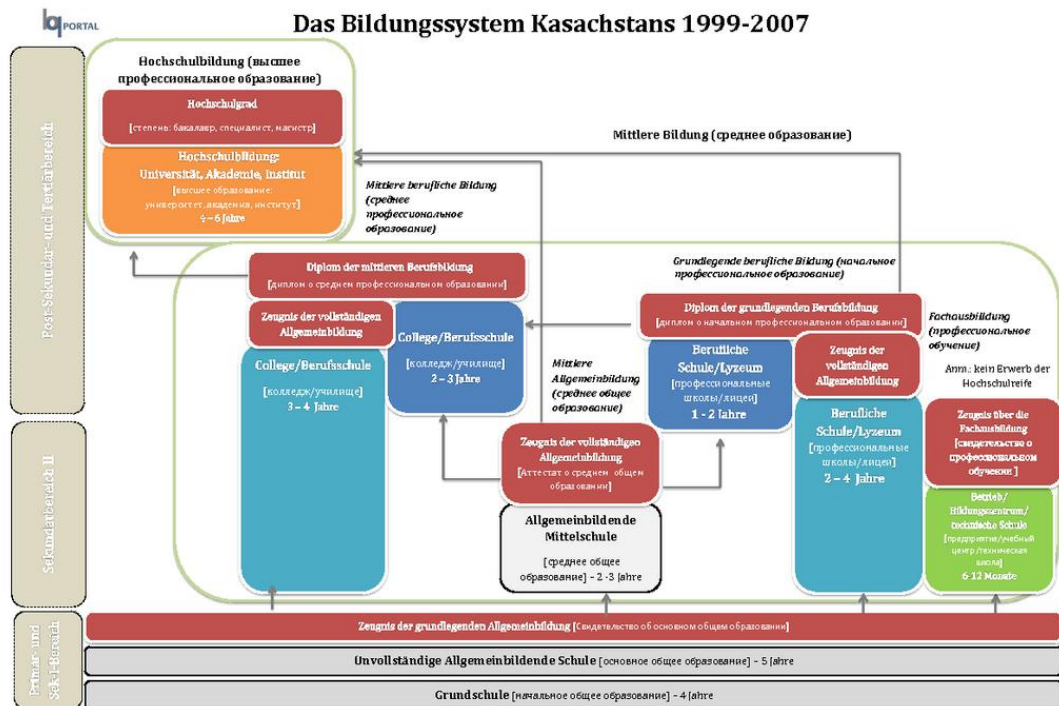 bq PORTAL
Das Bildungssystem Kasachstans 1999-2007
Post-Sekundar- und Tertiärbereich
Sekundarbereich II
Primar- und
Sek-I-Bereich
Hochschulbildung (высшее
профессиональное образование)
Hochschulgrad
[степень: бакалавр, специалист, магистр]
Hochschulbildung:
Universität, Akademie, Institut
[высшее образование:
университет, академия, институт]
4 – 6 Jahre
Mittlere Bildung (среднее образование)
Mittlere berufliche Bildung
(среднее
профессиональное
образование)
Diplom der mittleren Berufsbildung
[диплом о среднем профессиональном образовании]
Zeugnis der vollständigen
Allgemeinbildung
College/Berufsschule
[колледж/училище]
3 – 4 Jahre
College/Berufsschule
[колледж/училище]
2 – 3 Jahre
Mittlere
Allgemeinbildung
(среднее общее
образование)
Zeugnis der vollständigen
Allgemeinbildung
[Аттестат о среднем общем
образовании]
Allgemeinbildende
Mittelschule
[среднее общее
образование] – 2 -3 Jahre
Grundlegende berufliche Bildung (начальное
профессиональное образование)
Diplom der grundlegenden Berufsbildung
[диплом о начальном профессиональном образовании]
Berufliche
Schule/Lyzeum
[профессиональные
школы/лицеи]
1 - 2 Jahre
Zeugnis der
vollständigen
Allgemeinbildung
Berufliche
Schule/Lyzeum
[профессиональные
школы/лицеи]
2 – 4 Jahre
Fachausbildung
(профессиональное
обучение)
Anm.: kein Erwerb der
Hochschulreife
Zeugnis über die
Fachausbildung
[свидетельство о
профессиональном
обучении ]
Betrieb/
Bildungszentrum/
technische Schule
[предприятие/учебный
центр/техническая
школа]
6-12 Monate
Zeugnis der grundlegenden Allgemeinbildung [Свидетельство об основном общем образовании]
Unvollständige Allgemeinbildende Schule [основное общее образование] – 5 Jahre
Grundschule [начальное общее образование] – 4 Jahre